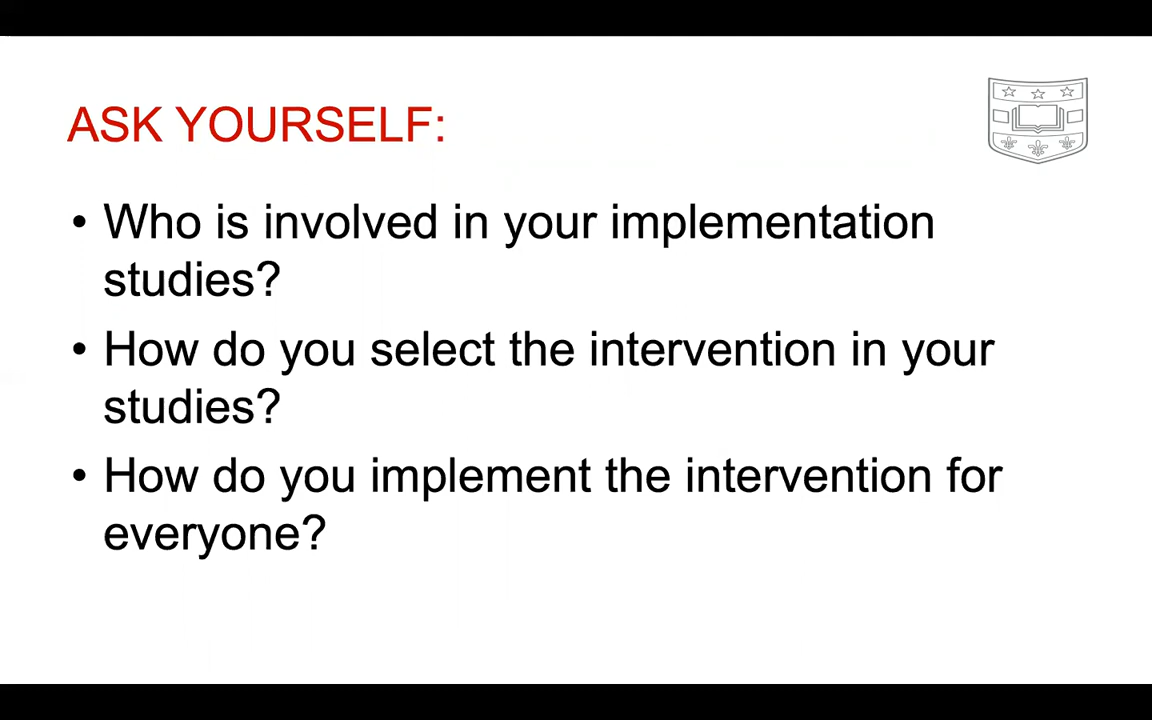 ASK YOURSELF:
• Who is involved in your implementation
studies?
• How do you select the intervention in your
studies?
• How do you implement the intervention for
everyone?